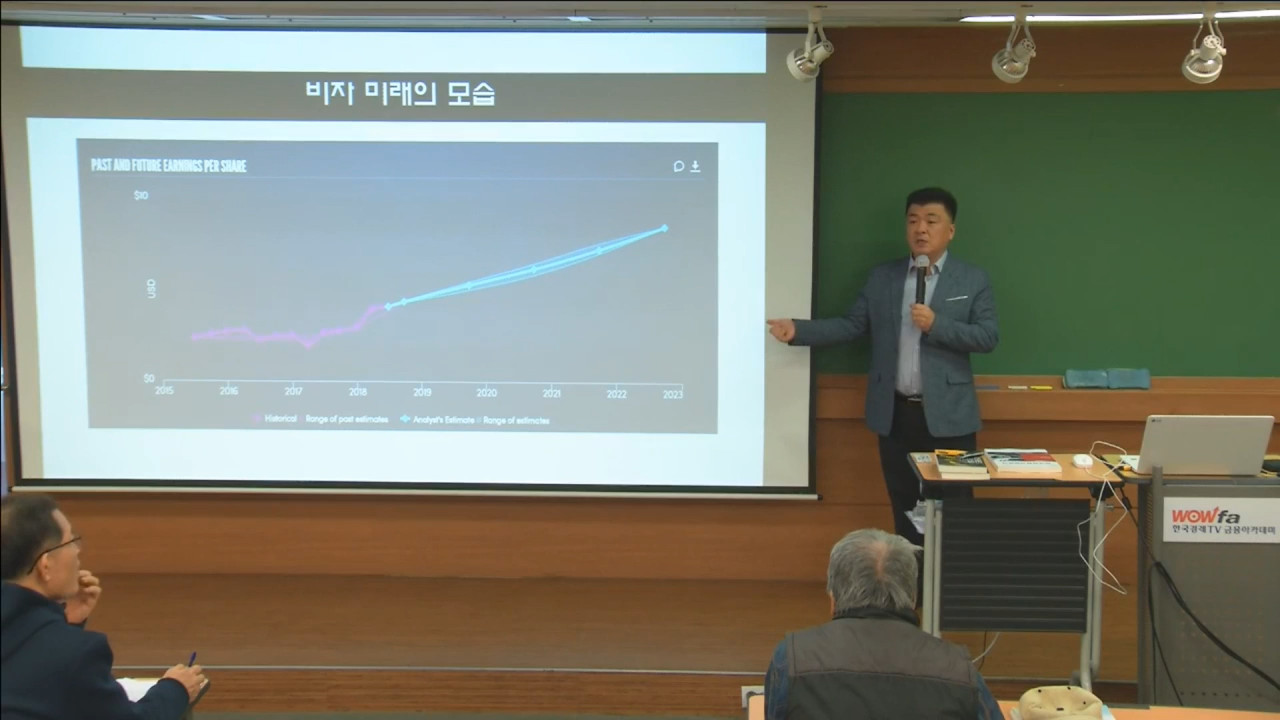 비자 미래의 모습
PAST AND FUTURE EARNINGS PER SHARE
$10
USD
$0
2015 2016 2017 2018 2019 2020 2021 2022 2023
Historical Range of past estimates Analyst's Estimate Range of estimates
WOWfa
한국경제TV 금융아카데미